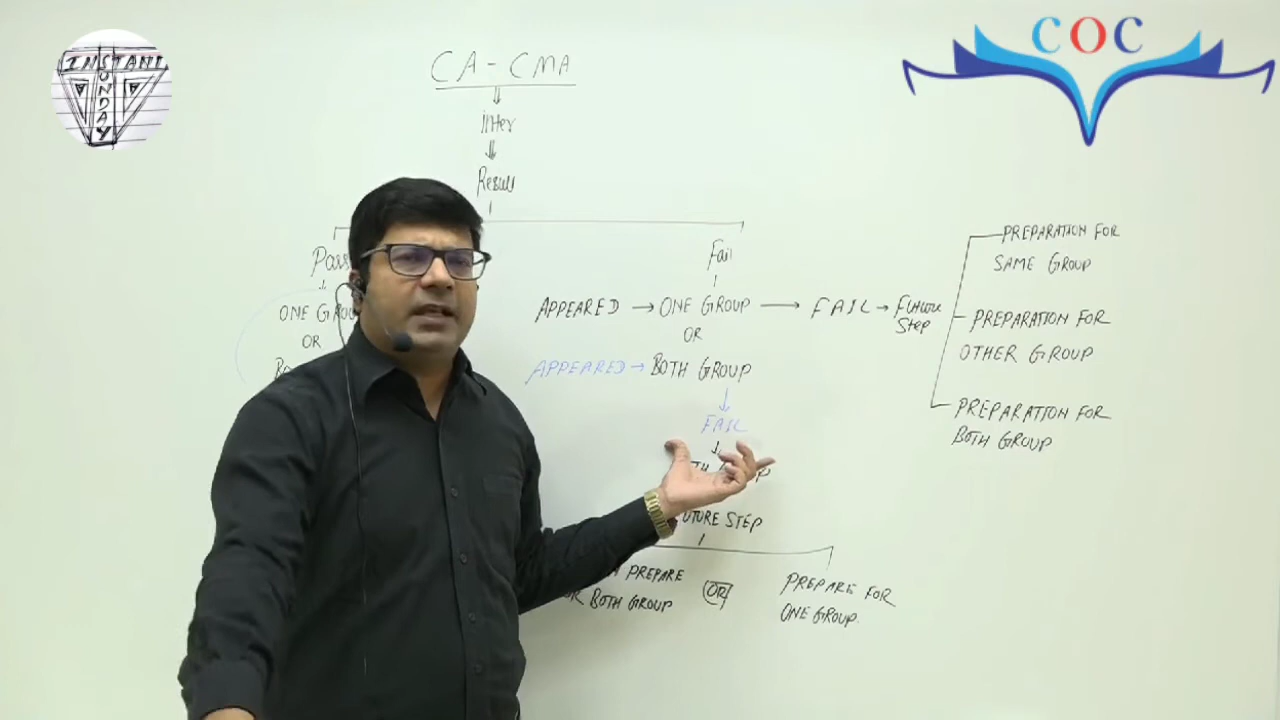 INSTANT
SUNDAY
COC
CA - CMA
Inter
Result
Pass
Fail
ONE GROU
OR
APPEARED → ONE GROUP → FAIL → FUTURE
STEP
OR
APPEARED → BOTH GROUP
FAIL
FUTURE STEP
PREPARE
BOTH GROUP
OR
PREPARE FOR
ONE GROUP.
PREPARATION FOR
SAME GROUP
PREPARATION FOR
OTHER GROUP
PREPARATION FOR
BOTH GROUP